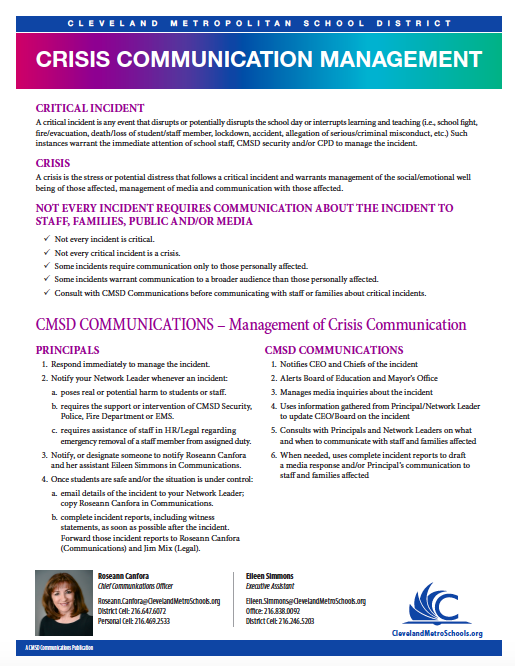 CLEVELAND METROPOLITAN SCHOOL DISTRICT
CRISIS COMMUNICATION MANAGEMENT
CRITICAL INCIDENT
A critical incident is any event that disrupts or potentially disrupts the school day or interrupts learning and teaching (i.e., school fight,
fire/evacuation, death/loss of student/staff member, lockdown, accident, allegation of serious/criminal misconduct, etc.) Such
instances warrant the immediate attention of school staff, CMSD security and/or CPD to manage the incident.
CRISIS
A crisis is the stress or potential distress that follows a critical incident and warrants management of the social/emotional well
being of those affected, management of media and communication with those affected.
NOT EVERY INCIDENT REQUIRES COMMUNICATION ABOUT THE INCIDENT TO
STAFF, FAMILIES, PUBLIC AND/OR MEDIA
✓ Not every incident is critical.
✓ Not every critical incident is a crisis.
✓ Some incidents require communication only to those personally affected.
✓ Some incidents warrant communication to a broader audience than those personally affected.
✓ Consult with CMSD Communications before communicating with staff or families about critical incidents.
CMSD COMMUNICATIONS – Management of Crisis Communication
PRINCIPALS
1. Respond immediately to manage the incident.
2. Notify your Network Leader whenever an incident:
a. poses real or potential harm to students or staff.
b. requires the support or intervention of CMSD Security,
Police, Fire Department or EMS.
c. requires assistance of staff in HR/Legal regarding
emergency removal of a staff member from assigned duty.
3. Notify, or designate someone to notify Roseann Canfora
and her assistant Eileen Simmons in Communications.
4. Once students are safe and/or the situation is under control:
a. email details of the incident to your Network Leader;
copy Roseann Canfora in Communications.
b. complete incident reports, including witness
statements, as soon as possible after the incident.
Forward those incident reports to Roseann Canfora
(Communications) and Jim Mix (Legal).
CMSD COMMUNICATIONS
1. Notifies CEO and Chiefs of the incident
2. Alerts Board of Education and Mayor's Office
3. Manages media inquiries about the incident
4. Uses information gathered from Principal/Network Leader
to update CEO/Board on the incident
5. Consults with Principals and Network Leaders on what
and when to communicate with staff and families affected
6. When needed, uses complete incident reports to draft
a media response and/or Principal's communication to
staff and families affected
Roseann Canfora
Chief Communications Officer
Roseann.Canfora@ClevelandMetroSchools.org
District Cell: 216.647.6072
Personal Cell: 216.469.2533
Eileen Simmons
Executive Assistant
Eileen.Simmons@ClevelandMetroSchools.org
Office: 216.838.0092
District Cell: 216.246.5203
ClevelandMetroSchools.org
A CMSD Communications Publication